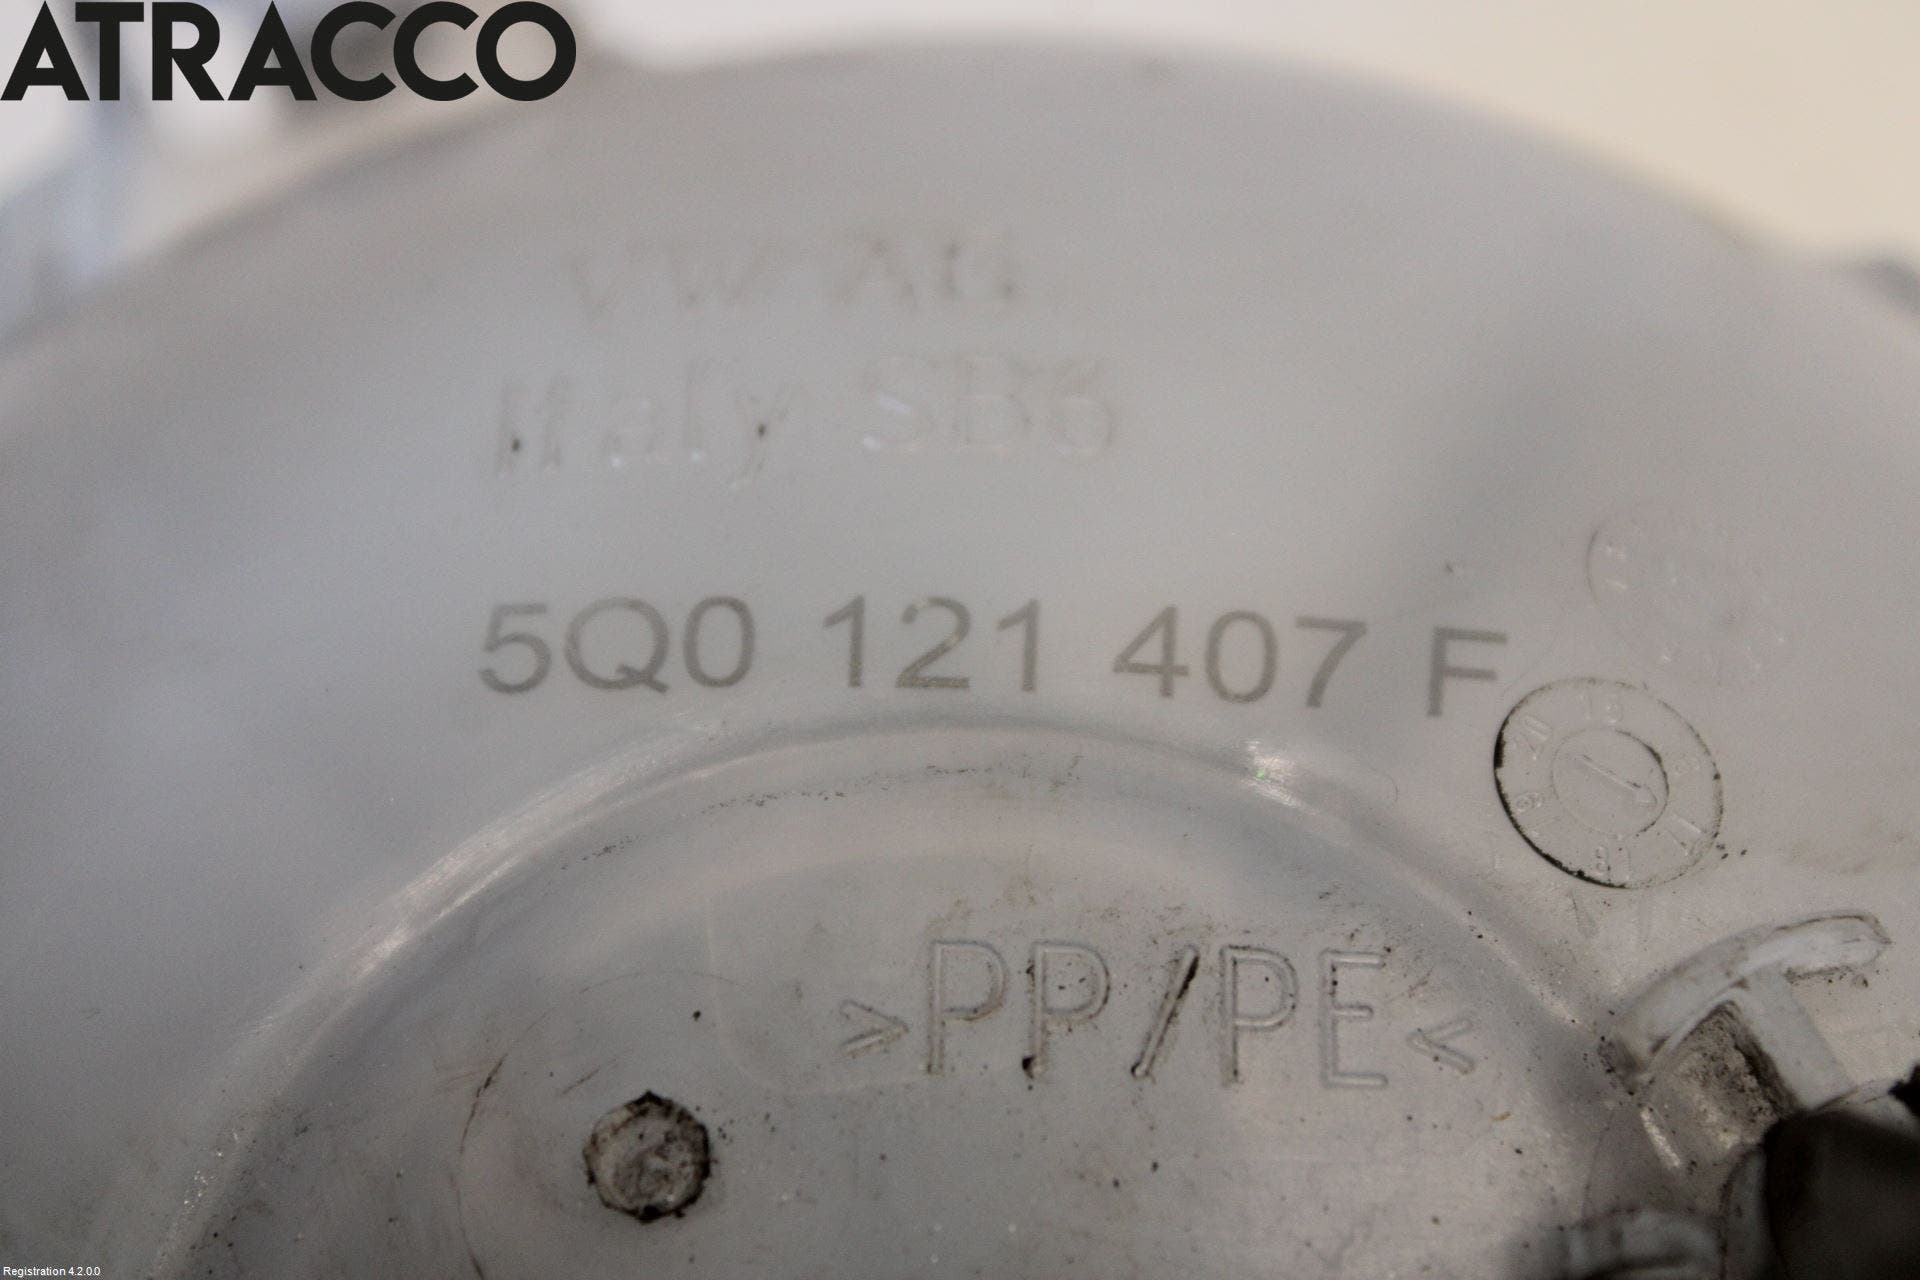 ATRACCO
VW AG
Italy SB6
5Q0 121 407 F
>PP/PE<
Registration 4.2.0.0